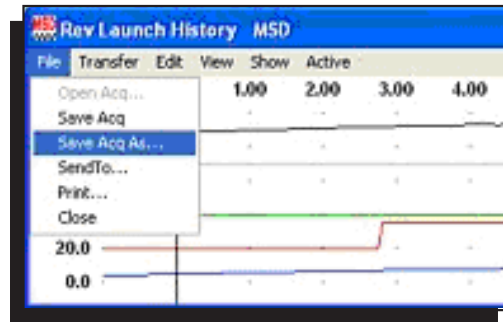 MSD Rev Launch History MSD
File Transfer Edit View Show Active
Open Acq...
Save Acq
Save Acq As...
SendTo...
Print...
Close
1.00 2.00 3.00 4.00
20.0
0.0